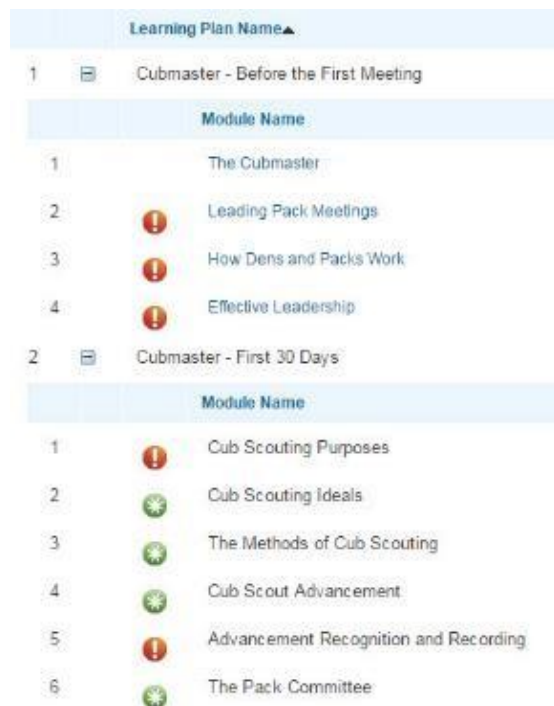 Learning Plan Name
1 Cubmaster - Before the First Meeting
Module Name
1 The Cubmaster
2 Leading Pack Meetings
3 How Dens and Packs Work
4 Effective Leadership
2 Cubmaster - First 30 Days
Module Name
1 Cub Scouting Purposes
2 Cub Scouting Ideals
3 The Methods of Cub Scouting
4 Cub Scout Advancement
5 Advancement Recognition and Recording
6 The Pack Committee